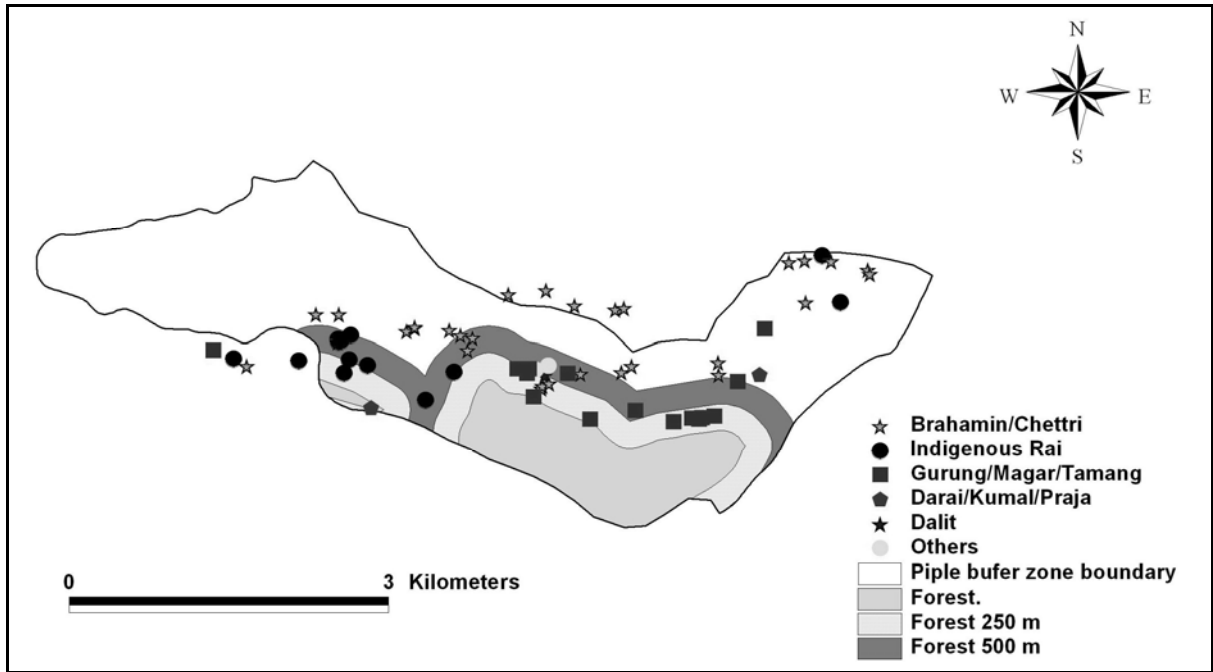 N
W E
S
Brahamin/Chettri
Indigenous Rai
Gurung/Magar/Tamang
Darai/Kumal/Praja
Dalit
Others
Piple bufer zone boundary
Forest.
Forest 250 m
Forest 500 m
0 3 Kilometers